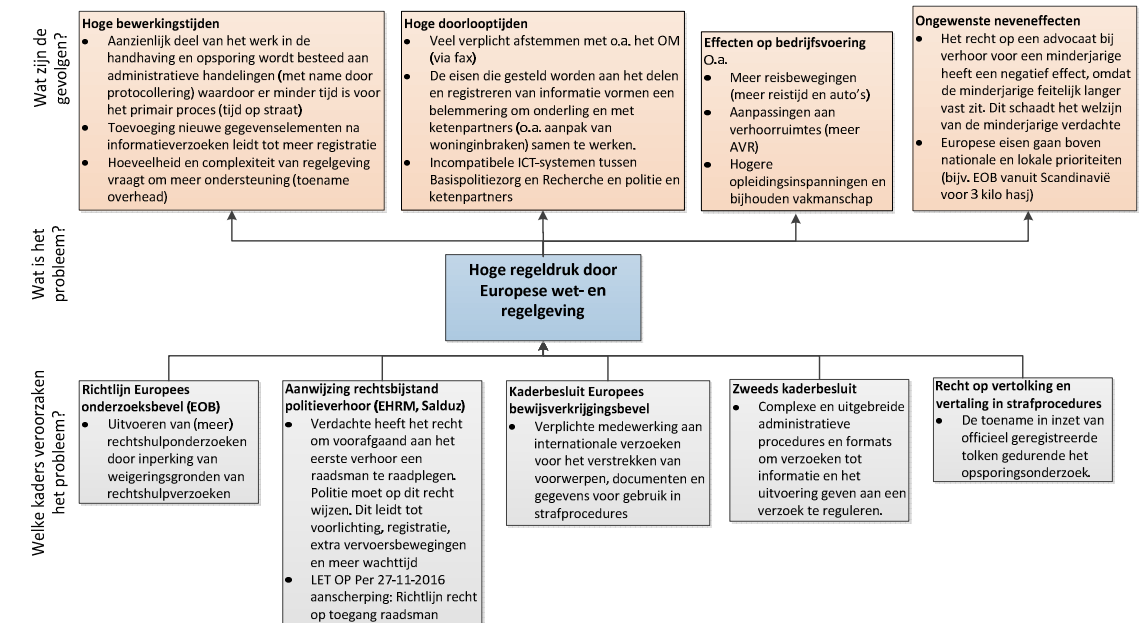 Wat zijn de
gevolgen?
Hoge bewerkingstijden
● Aanzienlijk deel van het werk in de
handhaving en opsporing wordt besteed aan
administratieve handelingen (met name door
protocollering) waardoor er minder tijd is voor
het primair proces (tijd op straat)
● Toevoeging nieuwe gegevenselementen na
informatieverzoeken leidt tot meer registratie
● Hoeveelheid en complexiteit van regelgeving
vraagt om meer ondersteuning (toename
overhead)
Hoge doorlooptijden
● Veel verplicht afstemmen met o.a. het OM
(via fax)
● De eisen die gesteld worden aan het delen
en registreren van informatie vormen een
belemmering om onderling en met
ketenpartners (o.a. aanpak van
woninginbraken) samen te werken.
● Incompatibele ICT-systemen tussen
Basispolitiezorg en Recherche en politie en
ketenpartners
Effecten op bedrijfsvoering
O.a.
● Meer reisbewegingen
(meer reistijd en auto's)
● Aanpassingen aan
verhoorruimtes (meer
AVR)
● Hogere
opleidingsinspanningen en
bijhouden vakmanschap
Ongewenste neveneffecten
● Het recht op een advocaat bij
verhoor voor een minderjarige
heeft een negatief effect, omdat
de minderjarige feitelijk langer
vast zit. Dit schaadt het welzijn
van de minderjarige verdachte
● Europese eisen gaan boven
nationale en lokale prioriteiten
(bijv. EOB vanuit Scandinavië
voor 3 kilo hasj)
Wat is het
probleem?
Hoge regeldruk door
Europese wet- en
regelgeving
Welke kaders veroorzaken
het probleem?
Richtlijn Europees
onderzoeksbevel (EOB)
● Uitvoeren van (meer)
rechtshulponderzoeken
door inperking van
weigeringsgronden van
rechtshulpverzoeken
Aanwijzing rechtsbijstand
politieverhoor (EHRM, Salduz)
● Verdachte heeft het recht
om voorafgaand aan het
eerste verhoor een
raadsman te raadplegen.
Politie moet op dit recht
wijzen. Dit leidt tot
voorlichting, registratie,
extra vervoersbewegingen
en meer wachttijd
● LET OP Per 27-11-2016
aanscherping: Richtlijn recht
op toegang raadsman
Kaderbesluit Europees
bewijsverkrijgingsbevel
● Verplichte medewerking aan
internationale verzoeken
voor het verstrekken van
voorwerpen, documenten en
gegevens voor gebruik in
strafprocedures
Zweeds kaderbesluit
● Complexe en uitgebreide
administratieve
procedures en formats
om verzoeken tot
informatie en het
uitvoering geven aan een
verzoek te reguleren.
Recht op vertolking en
vertaling in strafprocedures
● De toename in inzet van
officieel geregistreerde
tolken gedurende het
opsporingsonderzoek.